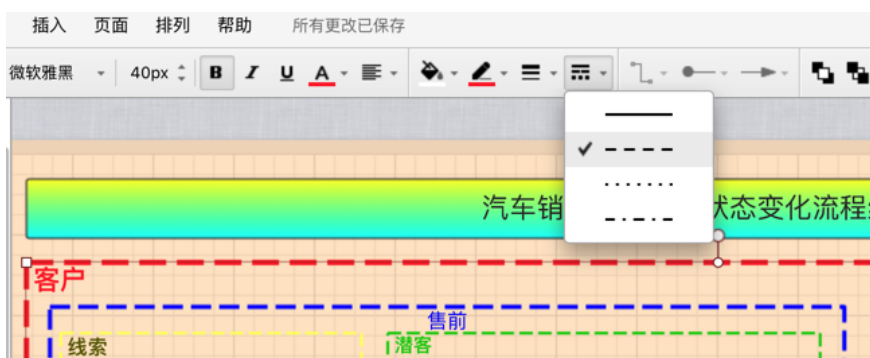 插入 页面 排列 帮助 所有更改已保存
微软雅黑 40px B I U A
汽车销 状态变化流程
客户
售前
线索 潜客